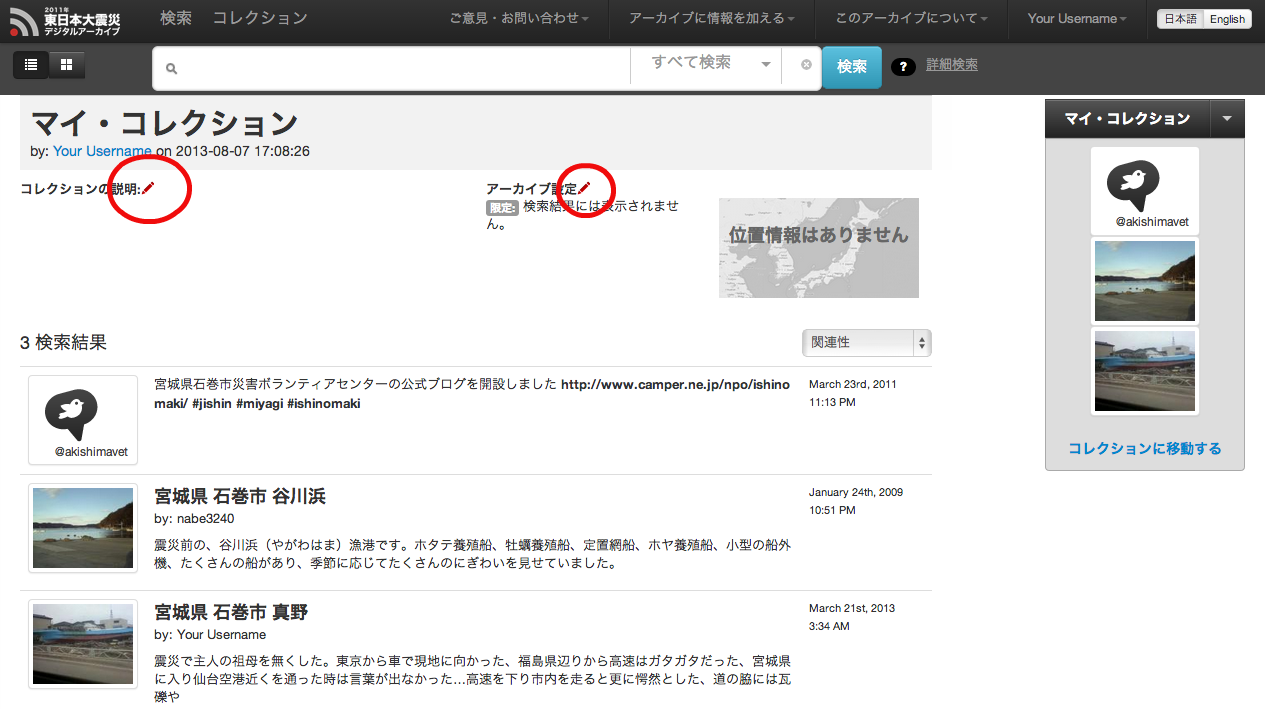 2011年
東日本大震災
デジタルアーカイブ
検索 コレクション ご意見・お問い合わせ アーカイブに情報を加える このアーカイブについて Your Username 日本語 English
すべて検索 検索 ? 詳細検索
マイ・コレクション
by: Your Username on 2013-08-07 17:08:26
コレクションの説明:
アーカイブ設定
限定: 検索結果には表示されませ
ん。
位置情報はありません
3 検索結果
関連性
@akishimavet
宮城県石巻市災害ボランティアセンターの公式ブログを開設しました http://www.camper.ne.jp/npo/ishino
maki/ #jishin #miyagi #ishinomaki
March 23rd, 2011
11:13 PM
宮城県 石巻市 谷川浜
by: nabe3240
震災前の、谷川浜（やがわはま）漁港です。ホタテ養殖船、牡蠣養殖船、定置網船、ホヤ養殖船、小型の船外
機、たくさんの船があり、季節に応じてたくさんのにぎわいを見せていました。
January 24th, 2009
10:51 PM
宮城県 石巻市 真野
by: Your Username
震災で主人の祖母を無くした。東京から車で現地に向かった、福島県辺りから高速はガタガタだった、宮城県
に入り仙台空港近くを通った時は言葉が出なかった…高速を下り市内を走ると更に愕然とした、道の脇には瓦
礫や
March 21st, 2013
3:34 AM
マイ・コレクション
@akishimavet
コレクションに移動する